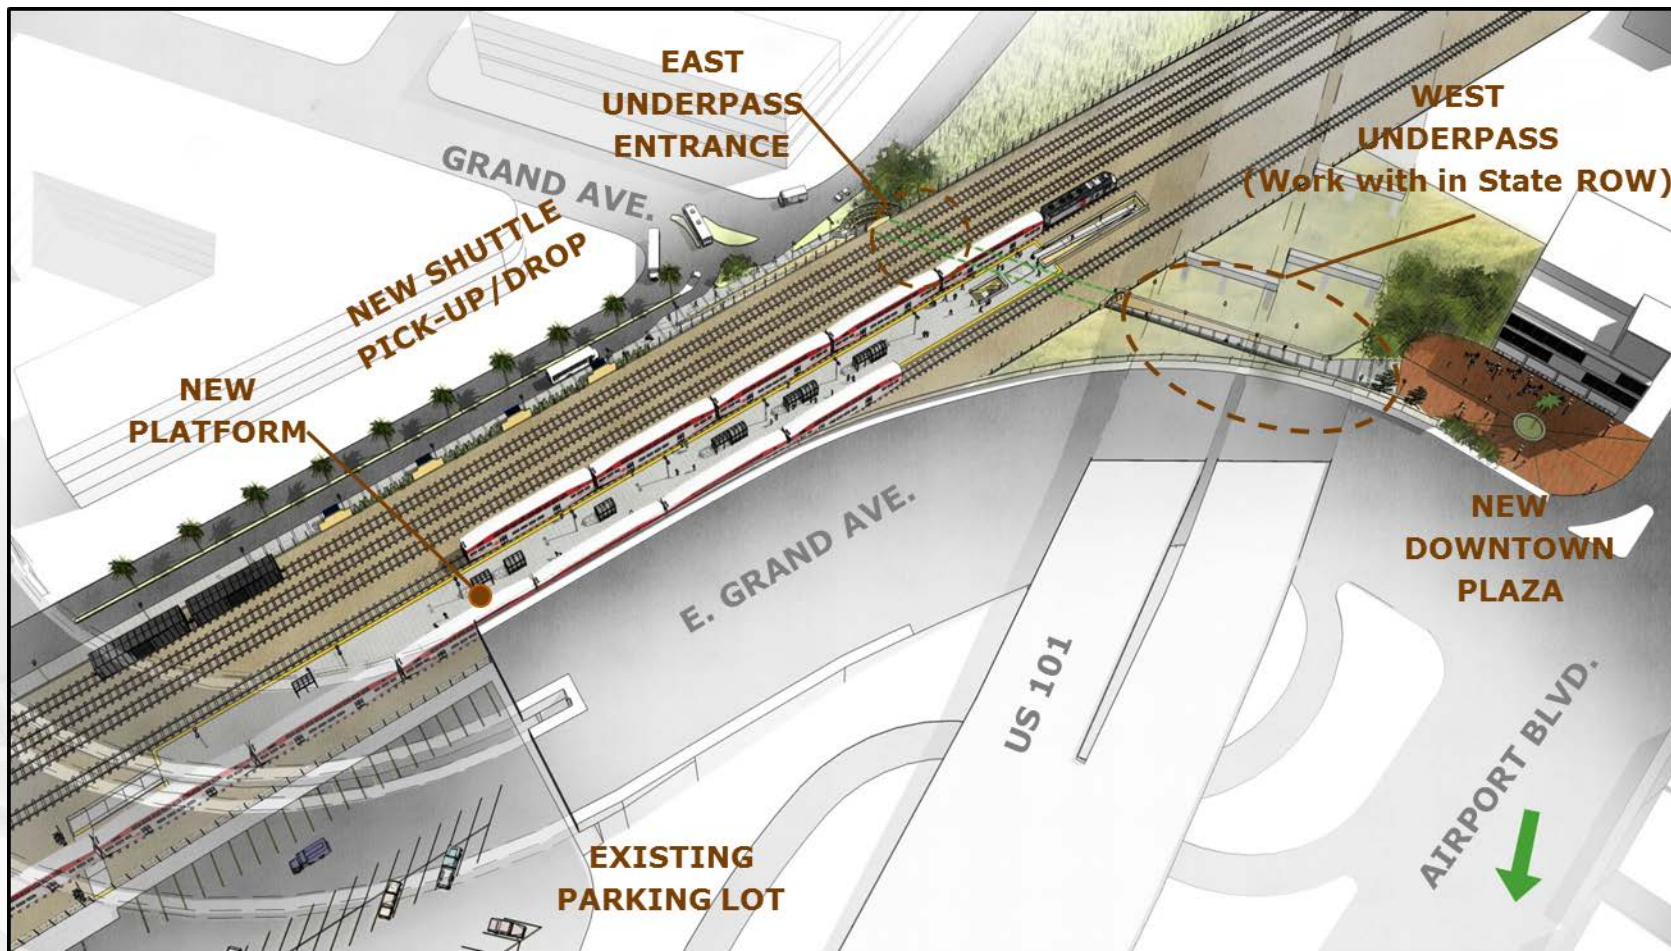 EAST
UNDERPASS
ENTRANCE
WEST
UNDERPASS
(Work with in State ROW)
GRAND AVE.
NEW SHUTTLE
PICK-UP/DROP
NEW
PLATFORM
E. GRAND AVE.
NEW
DOWNTOWN
PLAZA
US 101
AIRPORT BLVD.
EXISTING
PARKING LOT